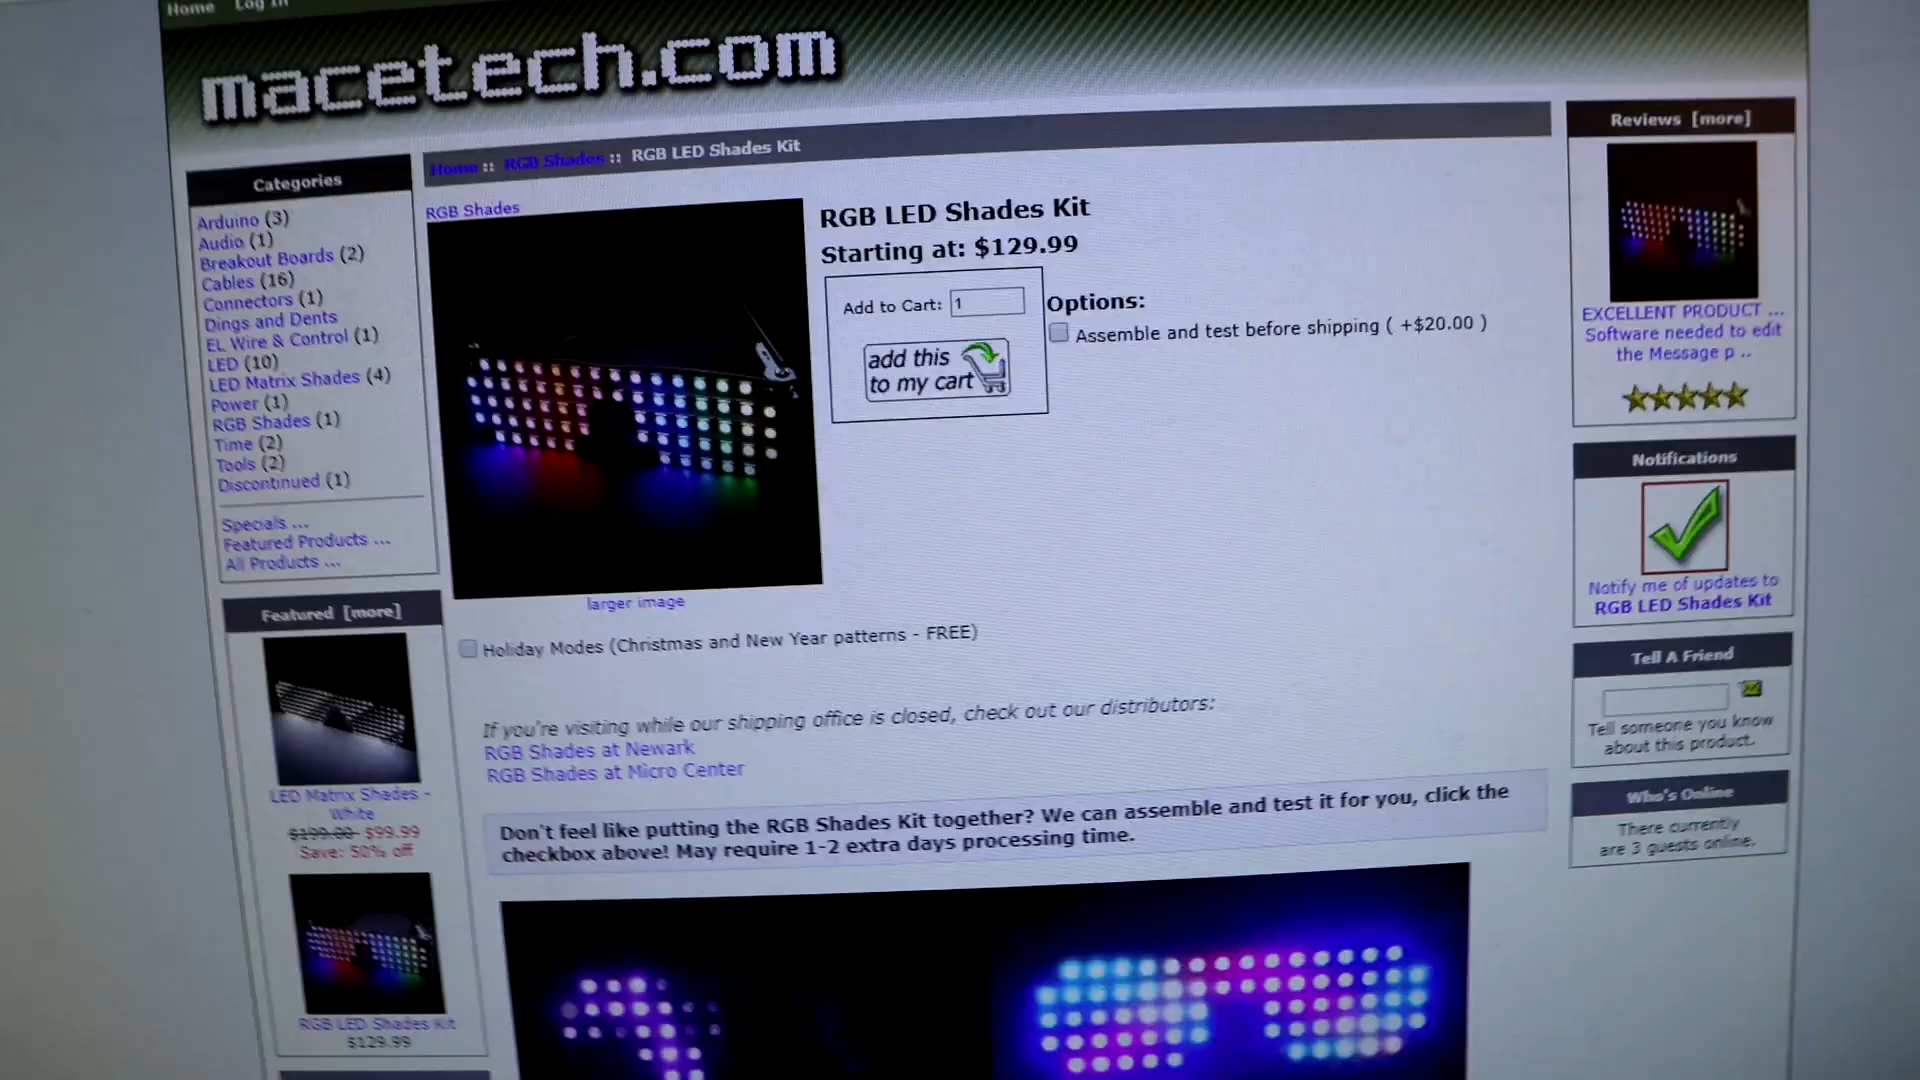 Home Log In
macetech.com
Home :: RGB Shades :: RGB LED Shades Kit
Categories
Arduino (3)
Audio (1)
Breakout Boards (2)
Cables (16)
Connectors (1)
Dings and Dents
EL Wire & Control (1)
LED (10)
LED Matrix Shades (4)
Power (1)
RGB Shades (1)
Time (2)
Tools (2)
Discontinued (1)
Specials ...
Featured Products ...
All Products ...
Featured [more]
LED Matrix Shades -
White
$199.00 $99.99
Save: 50% off
RGB LED Shades Kit
$129.99
RGB Shades
larger image
RGB LED Shades Kit
Starting at: $129.99
Add to Cart: 1
add this
to my cart
Options:
Assemble and test before shipping ( +$20.00 )
Holiday Modes (Christmas and New Year patterns - FREE)
If you're visiting while our shipping office is closed, check out our distributors:
RGB Shades at Newark
RGB Shades at Micro Center
Don't feel like putting the RGB Shades Kit together? We can assemble and test it for you, click the
checkbox above! May require 1-2 extra days processing time.
Reviews [more]
EXCELLENT PRODUCT ...
Software needed to edit
the Message p ..
Notifications
Notify me of updates to
RGB LED Shades Kit
Tell A Friend
Tell someone you know
about this product.
Who's Online
There currently
are 3 guests online.